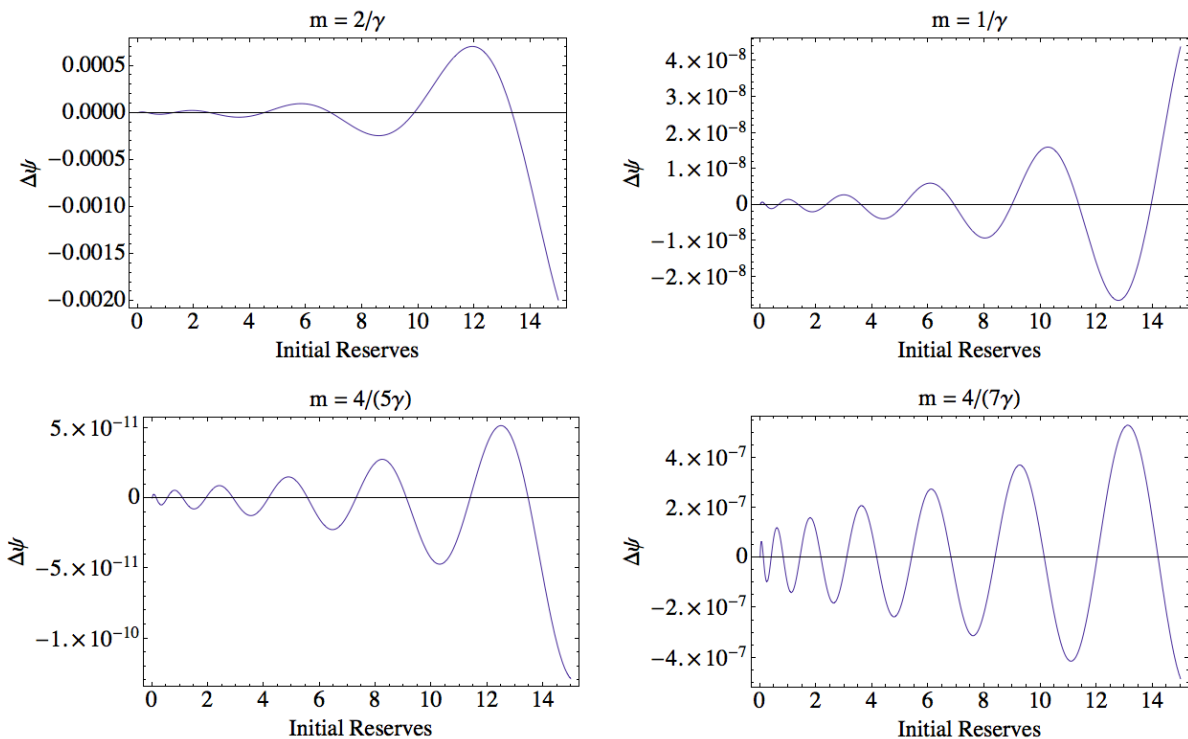 m = 2/γ
0.0005
0.0000
−0.0005
−0.0010
−0.0015
−0.0020
Δψ
0 2 4 6 8 10 12 14
Initial Reserves
m = 1/γ
4.×10⁻⁸
3.×10⁻⁸
2.×10⁻⁸
1.×10⁻⁸
0
−1.×10⁻⁸
−2.×10⁻⁸
Δψ
0 2 4 6 8 10 12 14
Initial Reserves
m = 4/(5γ)
5.×10⁻¹¹
0
−5.×10⁻¹¹
−1.×10⁻¹⁰
Δψ
0 2 4 6 8 10 12 14
Initial Reserves
m = 4/(7γ)
4.×10⁻⁷
2.×10⁻⁷
0
−2.×10⁻⁷
−4.×10⁻⁷
Δψ
0 2 4 6 8 10 12 14
Initial Reserves